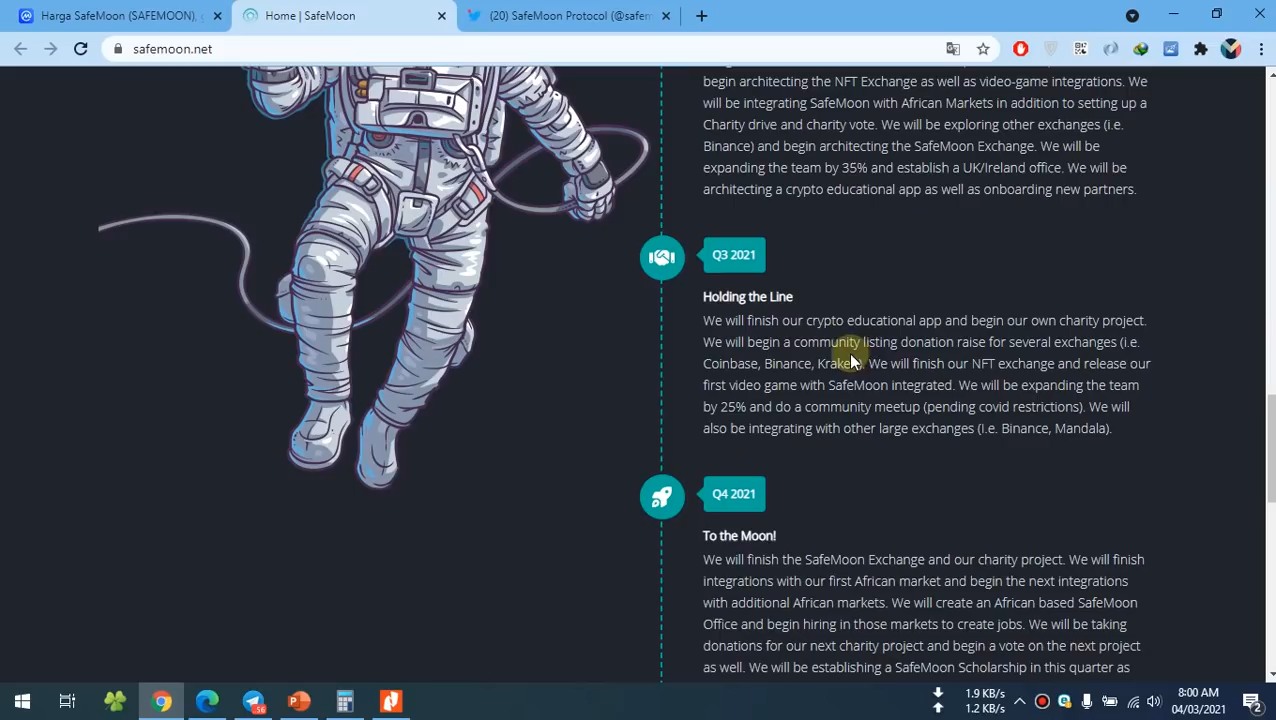 Harga SafeMoon (SAFEMOON), g
Home | SafeMoon
(20) SafeMoon Protocol (@safem
safemoon.net
begin architecting the NFT Exchange as well as video-game integrations. We
will be integrating SafeMoon with African Markets in addition to setting up a
Charity drive and charity vote. We will be exploring other exchanges (i.e.
Binance) and begin architecting the SafeMoon Exchange. We will be
expanding the team by 35% and establish a UK/Ireland office. We will be
architecting a crypto educational app as well as onboarding new partners.
Q3 2021
Holding the Line
We will finish our crypto educational app and begin our own charity project.
We will begin a community listing donation raise for several exchanges (i.e.
Coinbase, Binance, Kraken). We will finish our NFT exchange and release our
first video game with SafeMoon integrated. We will be expanding the team
by 25% and do a community meetup (pending covid restrictions). We will
also be integrating with other large exchanges (i.e. Binance, Mandala).
Q4 2021
To the Moon!
We will finish the SafeMoon Exchange and our charity project. We will finish
integrations with our first African market and begin the next integrations
with additional African markets. We will create an African based SafeMoon
Office and begin hiring in those markets to create jobs. We will be taking
donations for our next charity project and begin a vote on the next project
as well. We will be establishing a SafeMoon Scholarship in this quarter as
56
1.9 KB/s
1.2 KB/s
8:00 AM
04/03/2021
2